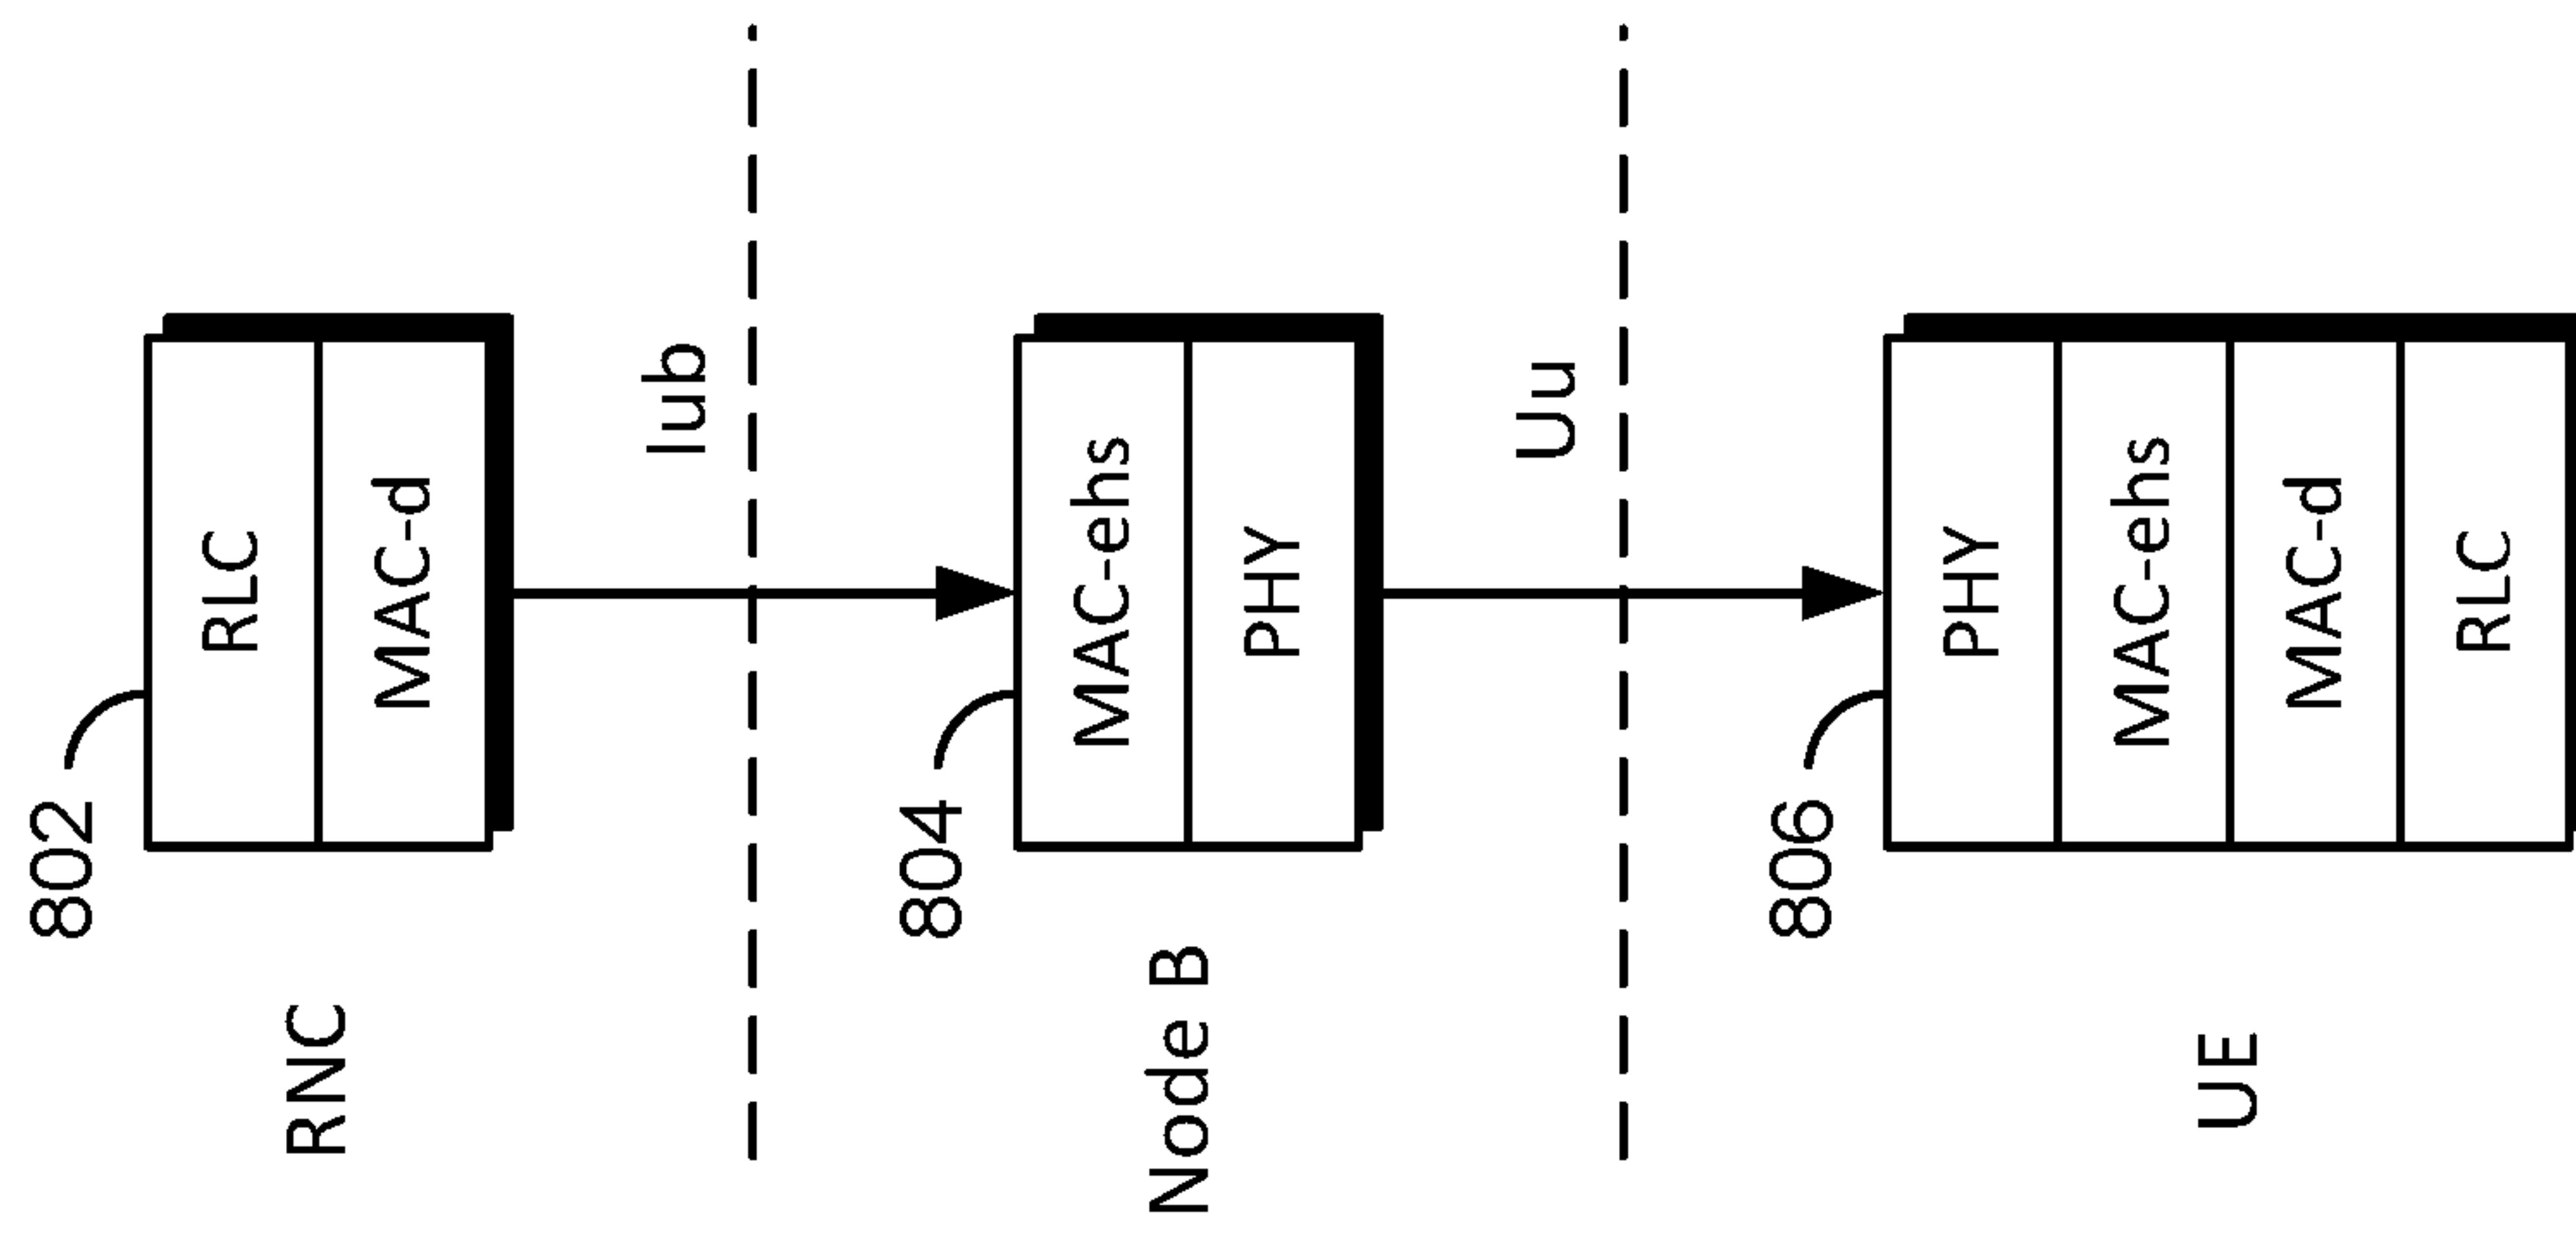 802
RLC
RNC
MAC-d
Iub
804
MAC-ehs
Node B
PHY
Uu
806
PHY
MAC-ehs
UE
MAC-d
RLC